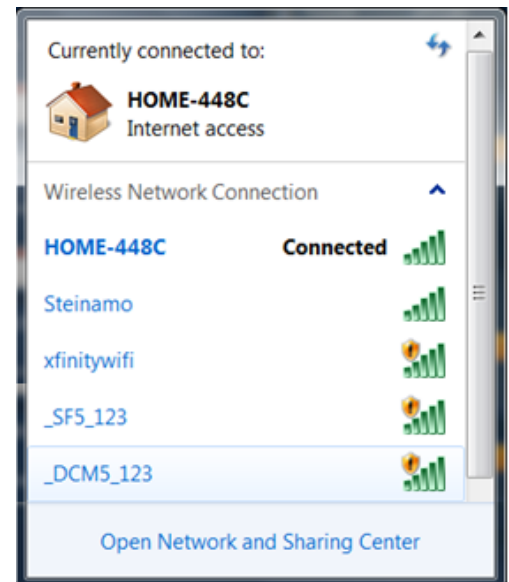 Currently connected to:
HOME-448C
Internet access
Wireless Network Connection
HOME-448C Connected
Steinamo
xfinitywifi
_SF5_123
_DCM5_123
Open Network and Sharing Center